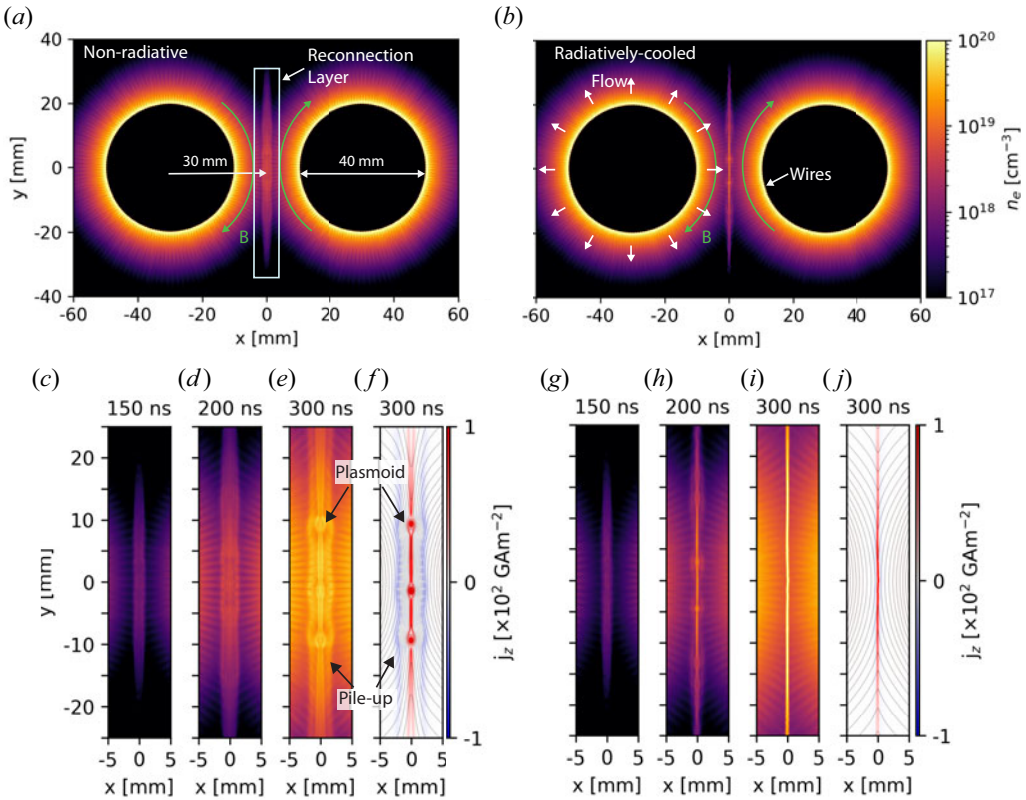 (a)
(b)
Non-radiative
Reconnection
Layer
30 mm
40 mm
B
y [mm]
40
20
0
-20
-40
-60 -40 -20 0 20 40 60
x [mm]
Radiatively-cooled
Flow
Wires
B
-60 -40 -20 0 20 40 60
x [mm]
10^20
10^19
10^18
10^17
n_e [cm^−3]
(c) (d) (e) (f)
150 ns 200 ns 300 ns 300 ns
Plasmoid
Pile-up
y [mm]
20
10
0
-10
-20
-5 0 5 -5 0 5 -5 0 5 -5 0 5
x [mm] x [mm] x [mm] x [mm]
1
0
-1
j_z [×10^2 GAm^−2]
(g) (h) (i) (j)
150 ns 200 ns 300 ns 300 ns
-5 0 5 -5 0 5 -5 0 5 -5 0 5
x [mm] x [mm] x [mm] x [mm]
1
0
-1
j_z [×10^2 GAm^−2]